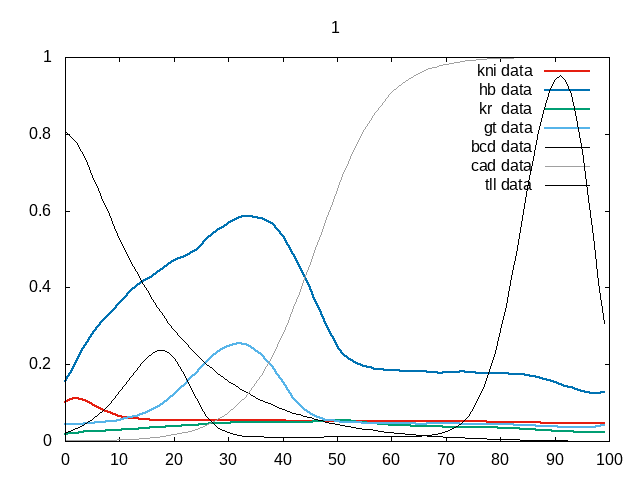 1
1
0.8
0.6
0.4
0.2
0
0 10 20 30 40 50 60 70 80 90 100
kni data
hb data
kr data
gt data
bcd data
cad data
tll data